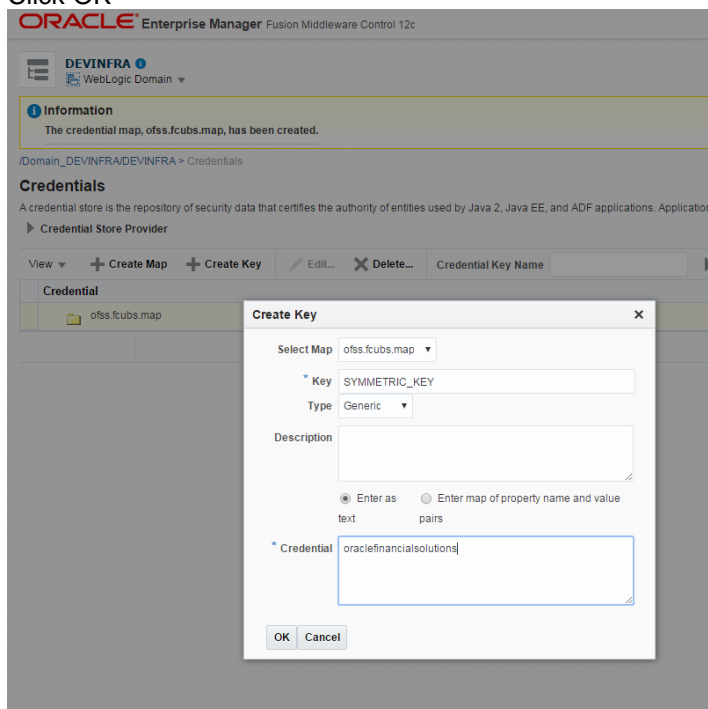 Click OK
ORACLE Enterprise Manager Fusion Middleware Control 12c
DEVINFRA
WebLogic Domain
Information
The credential map, ofss.fcubs.map, has been created.
/Domain_DEVINFRA/DEVINFRA > Credentials
Credentials
A credential store is the repository of security data that certifies the authority of entities used by Java 2, Java EE, and ADF applications. Application
Credential Store Provider
View Create Map Create Key Edit... Delete... Credential Key Name
Credential
ofss.fcubs.map
Create Key
Select Map ofss.fcubs.map
* Key SYMMETRIC_KEY
Type Generic
Description
Enter as text
Enter map of property name and value pairs
* Credential oraclefinancialsolutions
OK Cancel